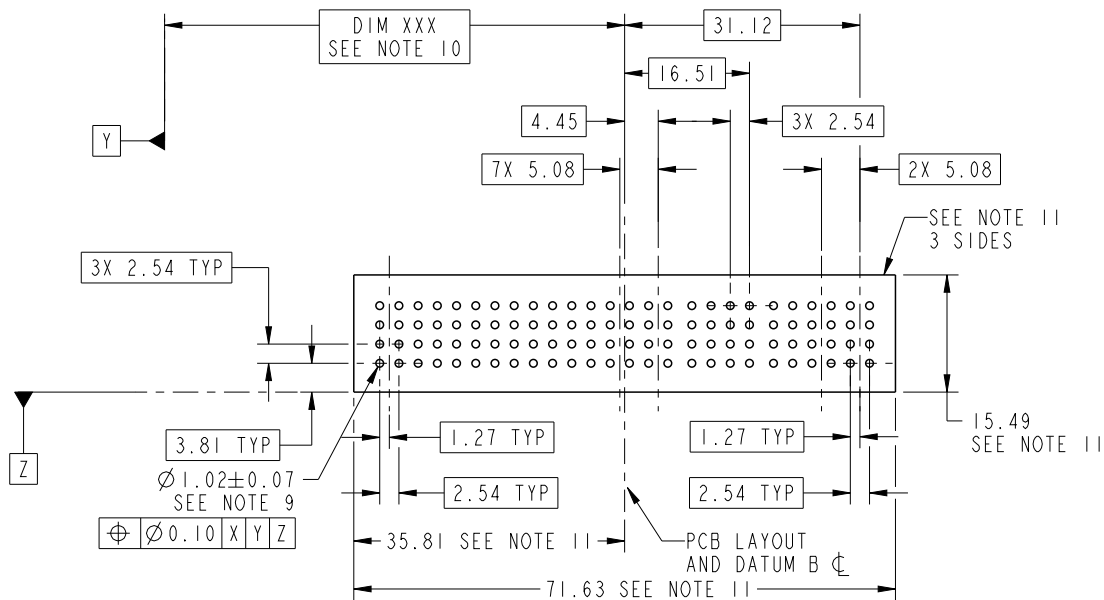 DIM XXX
SEE NOTE 10
31.12
16.51
4.45
3X 2.54
Y
7X 5.08
2X 5.08
SEE NOTE 11
3 SIDES
3X 2.54 TYP
Z
3.81 TYP
1.27 TYP
1.27 TYP
15.49
SEE NOTE 11
Ø1.02±0.07
SEE NOTE 9
2.54 TYP
2.54 TYP
⌖ Ø0.10 X Y Z
35.81 SEE NOTE 11
PCB LAYOUT
AND DATUM B ℄
71.63 SEE NOTE 11